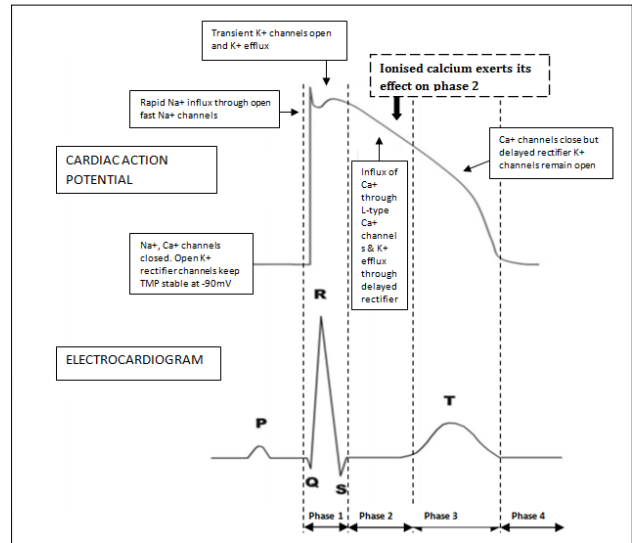 Transient K+ channels open
and K+ efflux
Ionised calcium exerts its
effect on phase 2
Rapid Na+ influx through open
fast Na+ channels
Ca+ channels close but
delayed rectifier K+
channels remain open
CARDIAC ACTION
POTENTIAL
Influx of
Ca+
through
L-type
Ca+
channel
s & K+
efflux
through
delayed
rectifier
Na+, Ca+ channels
closed. Open K+
rectifier channels keep
TMP stable at -90mV
R
ELECTROCARDIOGRAM
P
T
Q
S
Phase 1
Phase 2
Phase 3
Phase 4